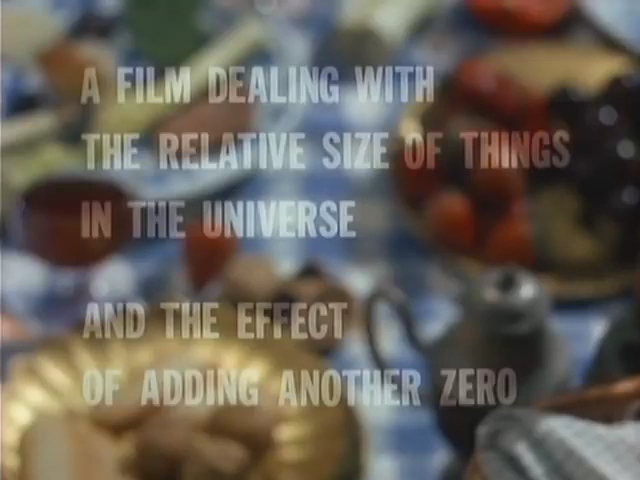 A FILM DEALING WITH
THE RELATIVE SIZE OF THINGS
IN THE UNIVERSE
AND THE EFFECT
OF ADDING ANOTHER ZERO